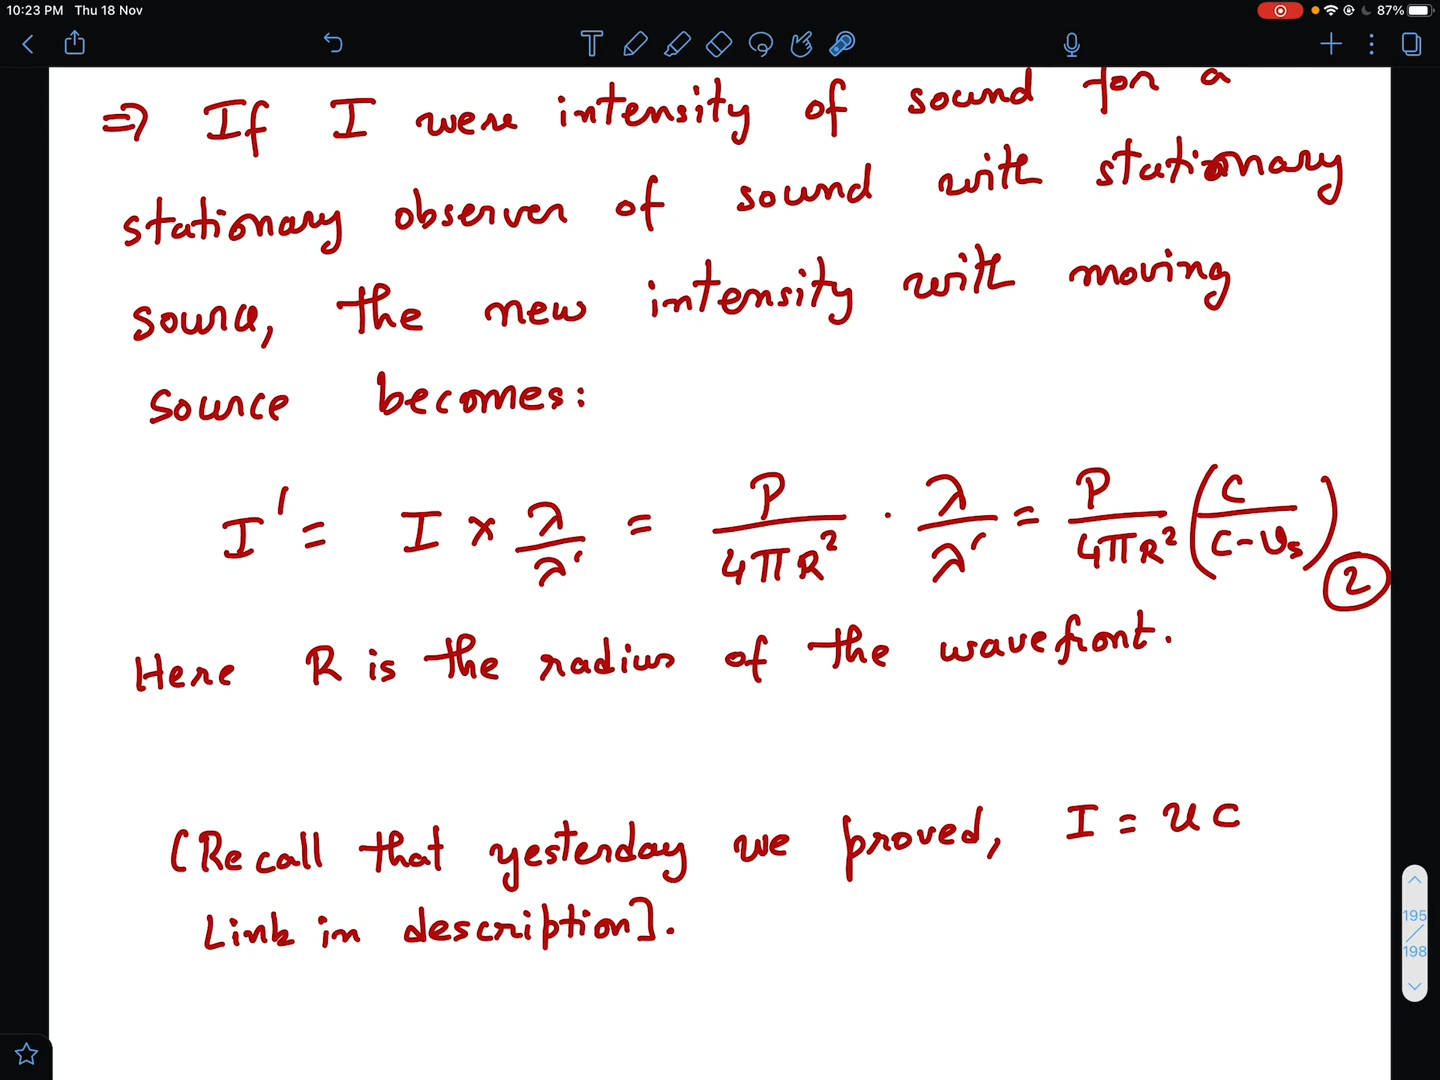 10:23 PM Thu 18 Nov
87%
⇒ If I were intensity of sound for a
stationary observer of sound with stationary
source, the new intensity with moving
source becomes:
I' = I × λ/λ' = P/4πR² · λ/λ' = P/4πR² (C/C-υs) ②
Here R is the radius of the wavefront.
(Recall that yesterday we proved, I = uc
Link in description].
195
198